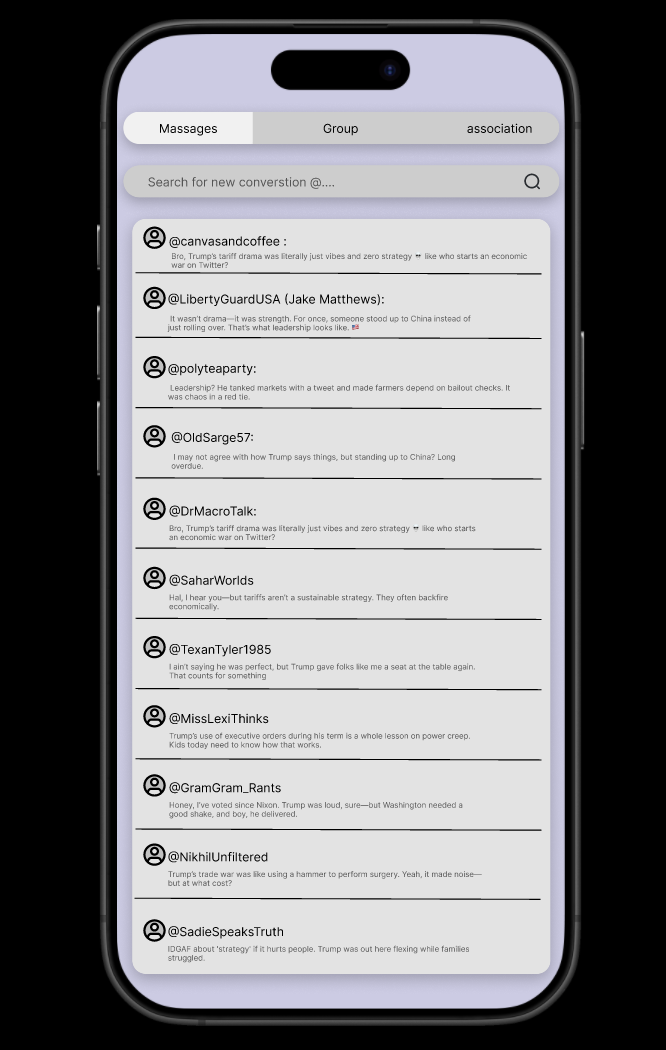 Massages
Group
association
Search for new converstion @....
@canvasandcoffee :
Bro, Trump's tariff drama was literally just vibes and zero strategy ☠️ like who starts an economic
war on Twitter?
@LibertyGuardUSA (Jake Matthews):
It wasn't drama—it was strength. For once, someone stood up to China instead of
just rolling over. That's what leadership looks like. 🇺🇸
@polyteaparty:
Leadership? He tanked markets with a tweet and made farmers depend on bailout checks. It
was chaos in a red tie.
@OldSarge57:
I may not agree with how Trump says things, but standing up to China? Long
overdue.
@DrMacroTalk:
Bro, Trump's tariff drama was literally just vibes and zero strategy ☠️ like who starts
an economic war on Twitter?
@SaharWorlds
Hal, I hear you—but tariffs aren't a sustainable strategy. They often backfire
economically.
@TexanTyler1985
I ain't saying he was perfect, but Trump gave folks like me a seat at the table again.
That counts for something
@MissLexiThinks
Trump's use of executive orders during his term is a whole lesson on power creep.
Kids today need to know how that works.
@GramGram_Rants
Honey, I've voted since Nixon. Trump was loud, sure—but Washington needed a
good shake, and boy, he delivered.
@NikhilUnfiltered
Trump's trade war was like using a hammer to perform surgery. Yeah, it made noise—
but at what cost?
@SadieSpeaksTruth
IDGAF about 'strategy' if it hurts people. Trump was out here flexing while families
struggled.